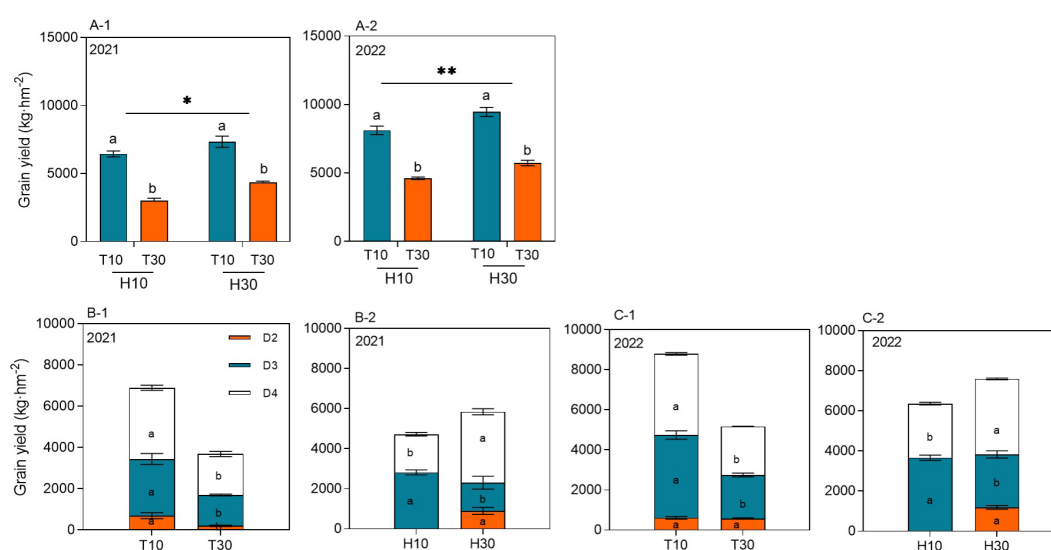 A-1
2021
15000
10000
5000
0
Grain yield (kg·hm⁻²)
a
b
*
a
b
T10 T30 T10 T30
H10 H30
A-2
2022
15000
10000
5000
0
a
b
**
a
b
T10 T30 T10 T30
H10 H30
B-1
2021
10000
8000
6000
4000
2000
0
Grain yield (kg·hm⁻²)
D2
D3
D4
a
a
a
b
b
b
T10 T30
B-2
2021
10000
8000
6000
4000
2000
0
b
a
a
b
a
H10 H30
C-1
2022
10000
8000
6000
4000
2000
0
a
a
a
b
b
a
T10 T30
C-2
2022
10000
8000
6000
4000
2000
0
b
a
a
b
a
H10 H30